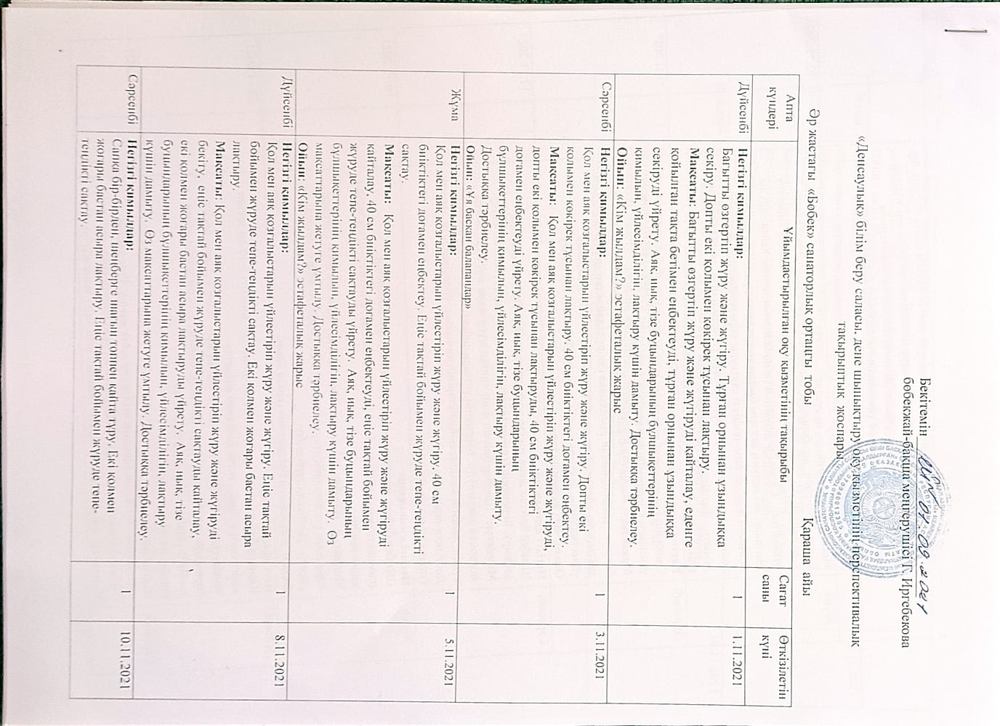 Бекітемін 01.09.2021
бөбекжай-бақша меңгерушісі Г. Иргебекова
«Денсаулық» білім беру саласы, дене шынықтыру оқу қызметінің перспективалық
тақырыптық жоспары
Әр жастағы «Бөбек» санаторлық ортаңғы тобы Қараша айы
Апта күндері
Ұйымдастырылған оқу қызметінің тақырыбы
Сағат саны
Өткізілетін күні
Дүйсенбі
Негізгі қимылдар:
Бағытты өзгертіп жүру және жүгіру. Тұрған орнынан ұзындыққа
секіру. Допты екі қолымен көкірек тұсынан лақтыру.
Мақсаты: Бағытты өзгертіп жүру және жүгіруді қайталау, еденге
қойылған тақта бетімен еңбектеуді, тұрған орнынан ұзындыққа
секіруді үйрету. Аяқ, иық, тізе буындарының бұлшықеттерінің
қимылын, үйлесімділігін, лақтыру күшін дамыту. Достыққа тәрбиелеу.
Ойын: «Кім жылдам?» эстафеталық жарыс
1
1.11.2021
Сәрсенбі
Негізгі қимылдар:
Қол мен аяқ қозғалыстарын үйлестіріп жүру және жүгіру. Допты екі
қолымен көкірек тұсынан лақтыру. 40 см биіктіктегі доғамен еңбектеу.
Мақсаты: Қол мен аяқ қозғалыстарын үйлестіріп жүру және жүгіруді,
допты екі қолымен көкірек тұсынан лақтыруды, 40 см биіктіктегі
доғамен еңбектеуді үйрету. Аяқ, иық, тізе буындарының
бұлшықеттерінің қимылын, үйлесімділігін, лақтыру күшін дамыту.
Достыққа тәрбиелеу.
Ойын: «Ұя басқан балапандар»
1
3.11.2021
Жұма
Негізгі қимылдар:
Қол мен аяқ қозғалыстарын үйлестіріп жүру және жүгіру. 40 см
биіктіктегі доғамен еңбектеу. Еңіс тақтай бойымен жүруде тепе-теңдікті
сақтау.
Мақсаты: Қол мен аяқ қозғалыстарын үйлестіріп жүру және жүгіруді
қайталау. 40 см биіктіктегі доғамен еңбектеуді, еңіс тақтай бойымен
жүруде тепе-теңдікті сақтауды үйрету. Аяқ, иық, тізе буындарының
бұлшықеттерінің қимылын, үйлесімділігін, лақтыру күшін дамыту. Өз
мақсаттарына жетуге ұмтылу. Достыққа тәрбиелеу.
Ойын: «Кім жылдам?» эстафеталық жарыс
1
5.11.2021
Дүйсенбі
Негізгі қимылдар:
Қол мен аяқ қозғалыстарын үйлестіріп жүру және жүгіру. Еңіс тақтай
бойымен жүруде тепе-теңдікті сақтау. Екі қолмен жоғары бастан асыра
лақтыру.
Мақсаты: Қол мен аяқ қозғалыстарын үйлестіріп жүру және жүгіруді
бекіту, еңіс тақтай бойымен жүруде тепе-теңдікті сақтауды қайталау,
екі қолмен жоғары бастан асыра лақтыруды үйрету. Аяқ, иық, тізе
буындарының бұлшықеттерінің қимылын, үйлесімділігін, лақтыру
күшін дамыту. Өз мақсаттарына жетуге ұмтылу. Достыққа тәрбиелеу.
1
8.11.2021
Сәрсенбі
Негізгі қимылдар:
Сапқа бір-бірден, шеңберге шағын топпен қайта тұру. Екі қолмен
жоғары бастан асыра лақтыру. Еңіс тақтай бойымен жүруде тепе-
теңдікті сақтау.
1
10.11.2021